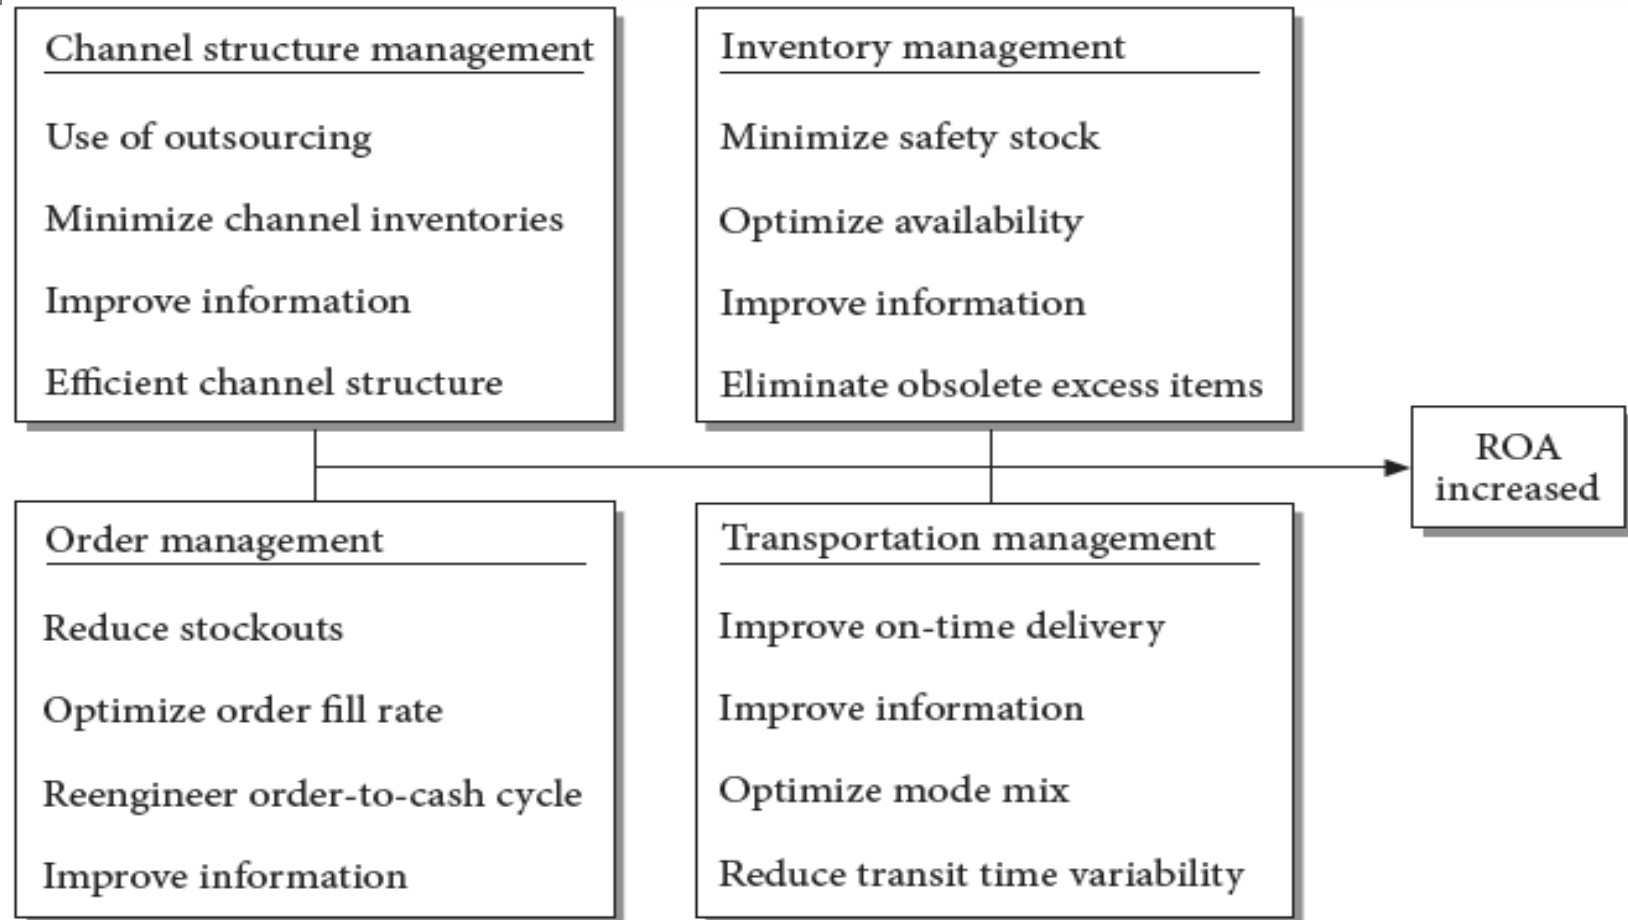 Channel structure management
Use of outsourcing
Minimize channel inventories
Improve information
Efficient channel structure
Inventory management
Minimize safety stock
Optimize availability
Improve information
Eliminate obsolete excess items
Order management
Reduce stockouts
Optimize order fill rate
Reengineer order-to-cash cycle
Improve information
Transportation management
Improve on-time delivery
Improve information
Optimize mode mix
Reduce transit time variability
ROA
increased